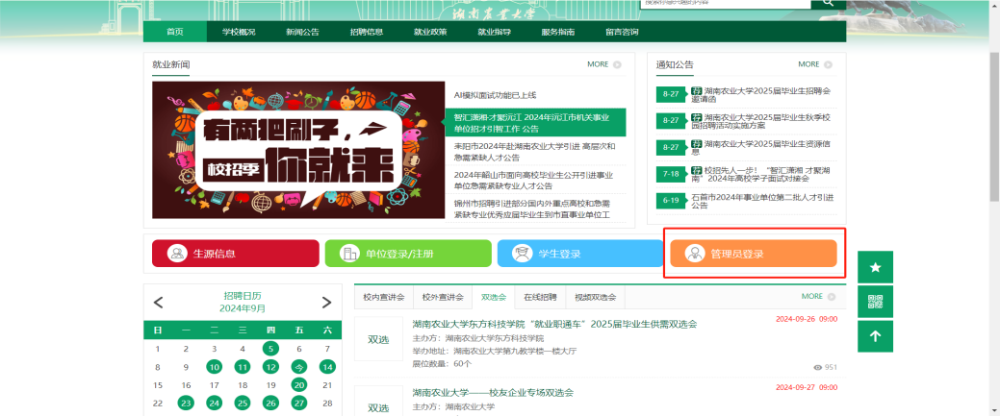 搜索你感兴趣的内容
湖南农业大学
首页 学校概况 新闻公告 招聘信息 就业政策 就业指导 服务指南 留言咨询
就业新闻 MORE
有两把刷子，
校招季 你就来
AI模拟面试功能已上线
智汇潇湘·才聚沅江 2024年沅江市机关事业
单位招才引智工作 公告
耒阳市2024年赴湖南农业大学引进 高层次和
急需紧缺人才公告
2024年韶山市面向高校毕业生公开引进事业
单位急需紧缺专业人才公告
锦州市招聘引进部分国内外重点高校和急需
紧缺专业优秀应届毕业生到市直事业单位工
通知公告 MORE
8-27 荐 湖南农业大学2025届毕业生招聘会
邀请函
8-27 荐 湖南农业大学2025届毕业生秋季校
园招聘活动实施方案
8-27 荐 湖南农业大学2025届毕业生资源信
息
7-18 荐 校招先人一步！“智汇潇湘 才聚湖
南”2024年高校学子面试对接会
6-19 石首市2024年事业单位第二批人才引进
公告
生源信息 单位登录/注册 学生登录 管理员登录
招聘日历
2024年9月
日 一 二 三 四 五 六
1 2 3 4 5 6 7
8 9 10 11 12 今 14
15 16 17 18 19 20 21
22 23 24 25 26 27 28
校内宣讲会 校外宣讲会 双选会 在线招聘 视频双选会 MORE
双选
湖南农业大学东方科技学院“就业职通车”2025届毕业生供需双选会 2024-09-26 09:00
主办方：湖南农业大学东方科技学院
举办地址：湖南农业大学第九教学楼一楼大厅
展位数量：60个 951
双选
湖南农业大学——校友企业专场双选会 2024-09-27 09:00
主办方：湖南农业大学